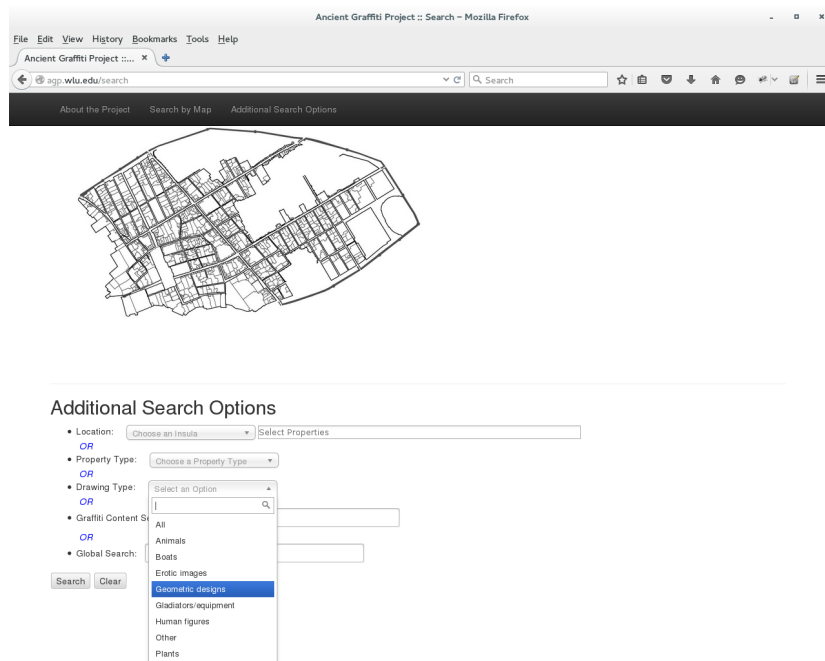 Ancient Graffiti Project :: Search – Mozilla Firefox
File Edit View History Bookmarks Tools Help
Ancient Graffiti Project ::...
agp.wlu.edu/search
Search
About the Project Search by Map Additional Search Options
Additional Search Options
Location: Choose an Insula Select Properties
OR
Property Type: Choose a Property Type
OR
Drawing Type: Select an Option
OR
Graffiti Content Se
All
Animals
OR
Global Search:
Boats
Erotic images
Search Clear
Geometric designs
Gladiators/equipment
Human figures
Other
Plants